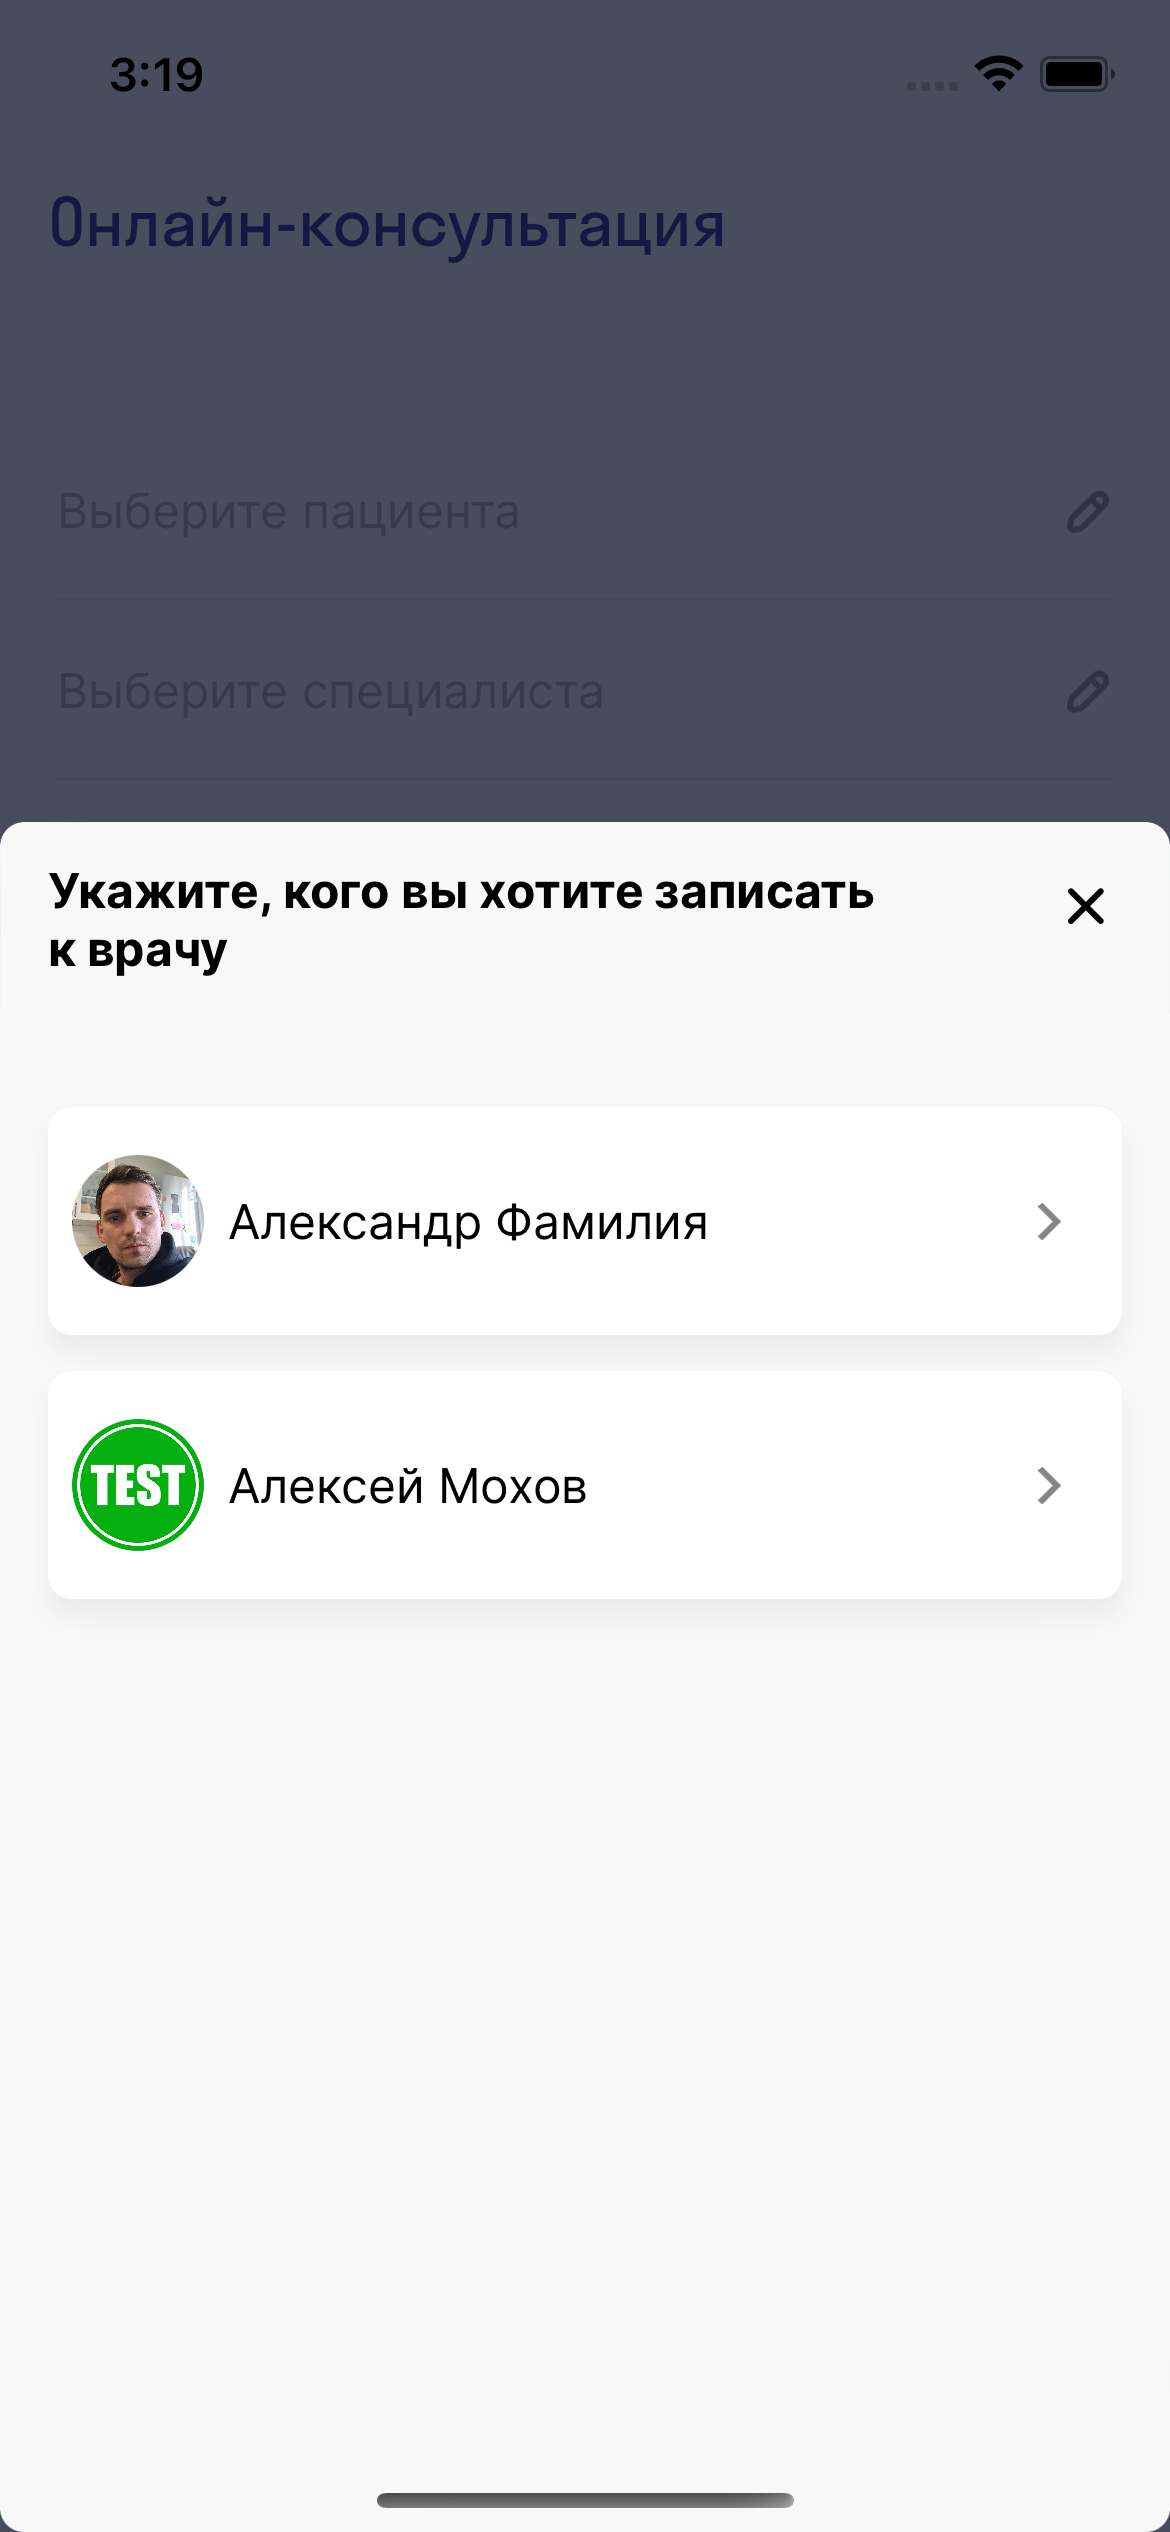 3:19
Онлайн-консультация
Выберите пациента
Выберите специалиста
Укажите, кого вы хотите записать
к врачу
Александр Фамилия
TEST
Алексей Мохов